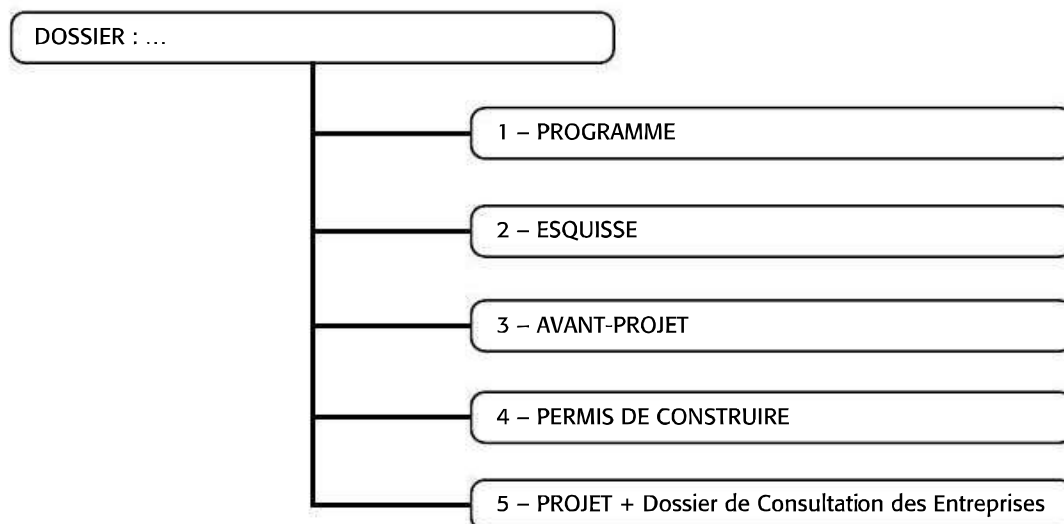 DOSSIER : ...
1 – PROGRAMME
2 – ESQUISSE
3 – AVANT-PROJET
4 – PERMIS DE CONSTRUIRE
5 – PROJET + Dossier de Consultation des Entreprises